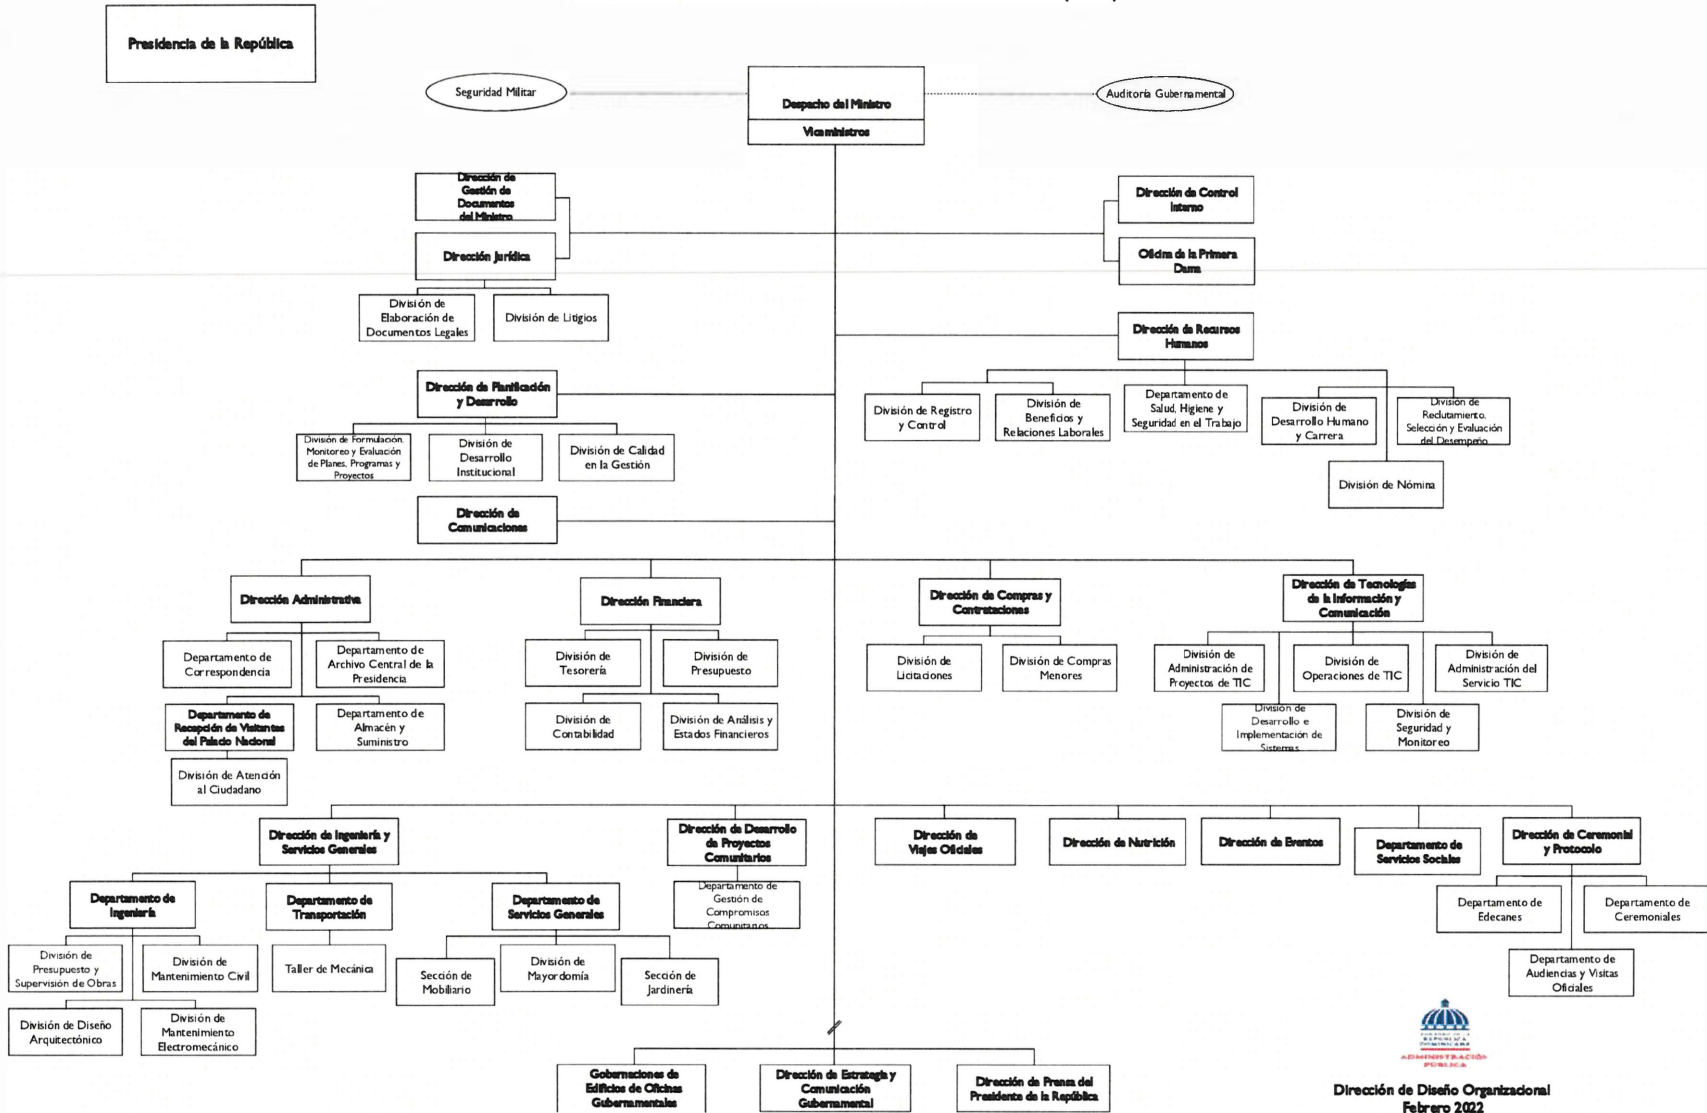 Presidencia de la República
Seguridad Militar
Despacho del Ministro
Viceministros
Auditoría Gubernamental
Dirección de
Gestión de
Documentos
del Ministro
Dirección de Control
Interno
Dirección Jurídica
Oficina de la Primera
Dama
División de
Elaboración de
Documentos Legales
División de Litigios
Dirección de Recursos
Humanos
Dirección de Planificación
y Desarrollo
División de Registro
y Control
División de
Beneficios y
Relaciones Laborales
Departamento de
Salud, Higiene y
Seguridad en el Trabajo
División de
Desarrollo Humano
y Carrera
División de
Reclutamiento,
Selección y Evaluación
del Desempeño
División de Formulación,
Monitoreo y Evaluación
de Planes, Programas y
Proyectos
División de
Desarrollo
Institucional
División de Calidad
en la Gestión
División de Nómina
Dirección de
Comunicaciones
Dirección Administrativa
Dirección Financiera
Dirección de Compras y
Contrataciones
Dirección de Tecnologías
de la Información y
Comunicación
Departamento de
Correspondencia
Departamento de
Archivo Central de la
Presidencia
División de
Tesorería
División de
Presupuesto
División de
Licitaciones
División de Compras
Menores
División de
Administración de
Proyectos de TIC
División de
Operaciones de TIC
División de
Administración del
Servicio TIC
Departamento de
Recepción de Visitantes
del Palacio Nacional
Departamento de
Almacén y
Suministro
División de
Contabilidad
División de Análisis y
Estados Financieros
División de
Desarrollo e
Implementación de
Sistemas
División de
Seguridad y
Monitoreo
División de Atención
al Ciudadano
Dirección de Ingeniería y
Servicios Generales
Dirección de Desarrollo
de Proyectos
Comunitarios
Dirección de
Viajes Oficiales
Dirección de Nutrición
Dirección de Eventos
Departamento de
Servicios Sociales
Dirección de Ceremonial
y Protocolo
Departamento de
Ingeniería
Departamento de
Transportación
Departamento de
Servicios Generales
Departamento de
Gestión de
Compromisos
Comunitarios
Departamento de
Edecanes
Departamento de
Ceremoniales
División de
Presupuesto y
Supervisión de Obras
División de
Mantenimiento Civil
Taller de Mecánica
Sección de
Mobiliario
División de
Mayordomía
Sección de
Jardinería
Departamento de
Audiencias y Visitas
Oficiales
División de Diseño
Arquitectónico
División de
Mantenimiento
Electromecánico
Gobernaciones de
Edificios de Oficinas
Gubernamentales
Dirección de Estrategia y
Comunicación
Gubernamental
Dirección de Prensa del
Presidente de la República
REPÚBLICA
DOMINICANA
ADMINISTRACIÓN
PÚBLICA
Dirección de Diseño Organizacional
Febrero 2022